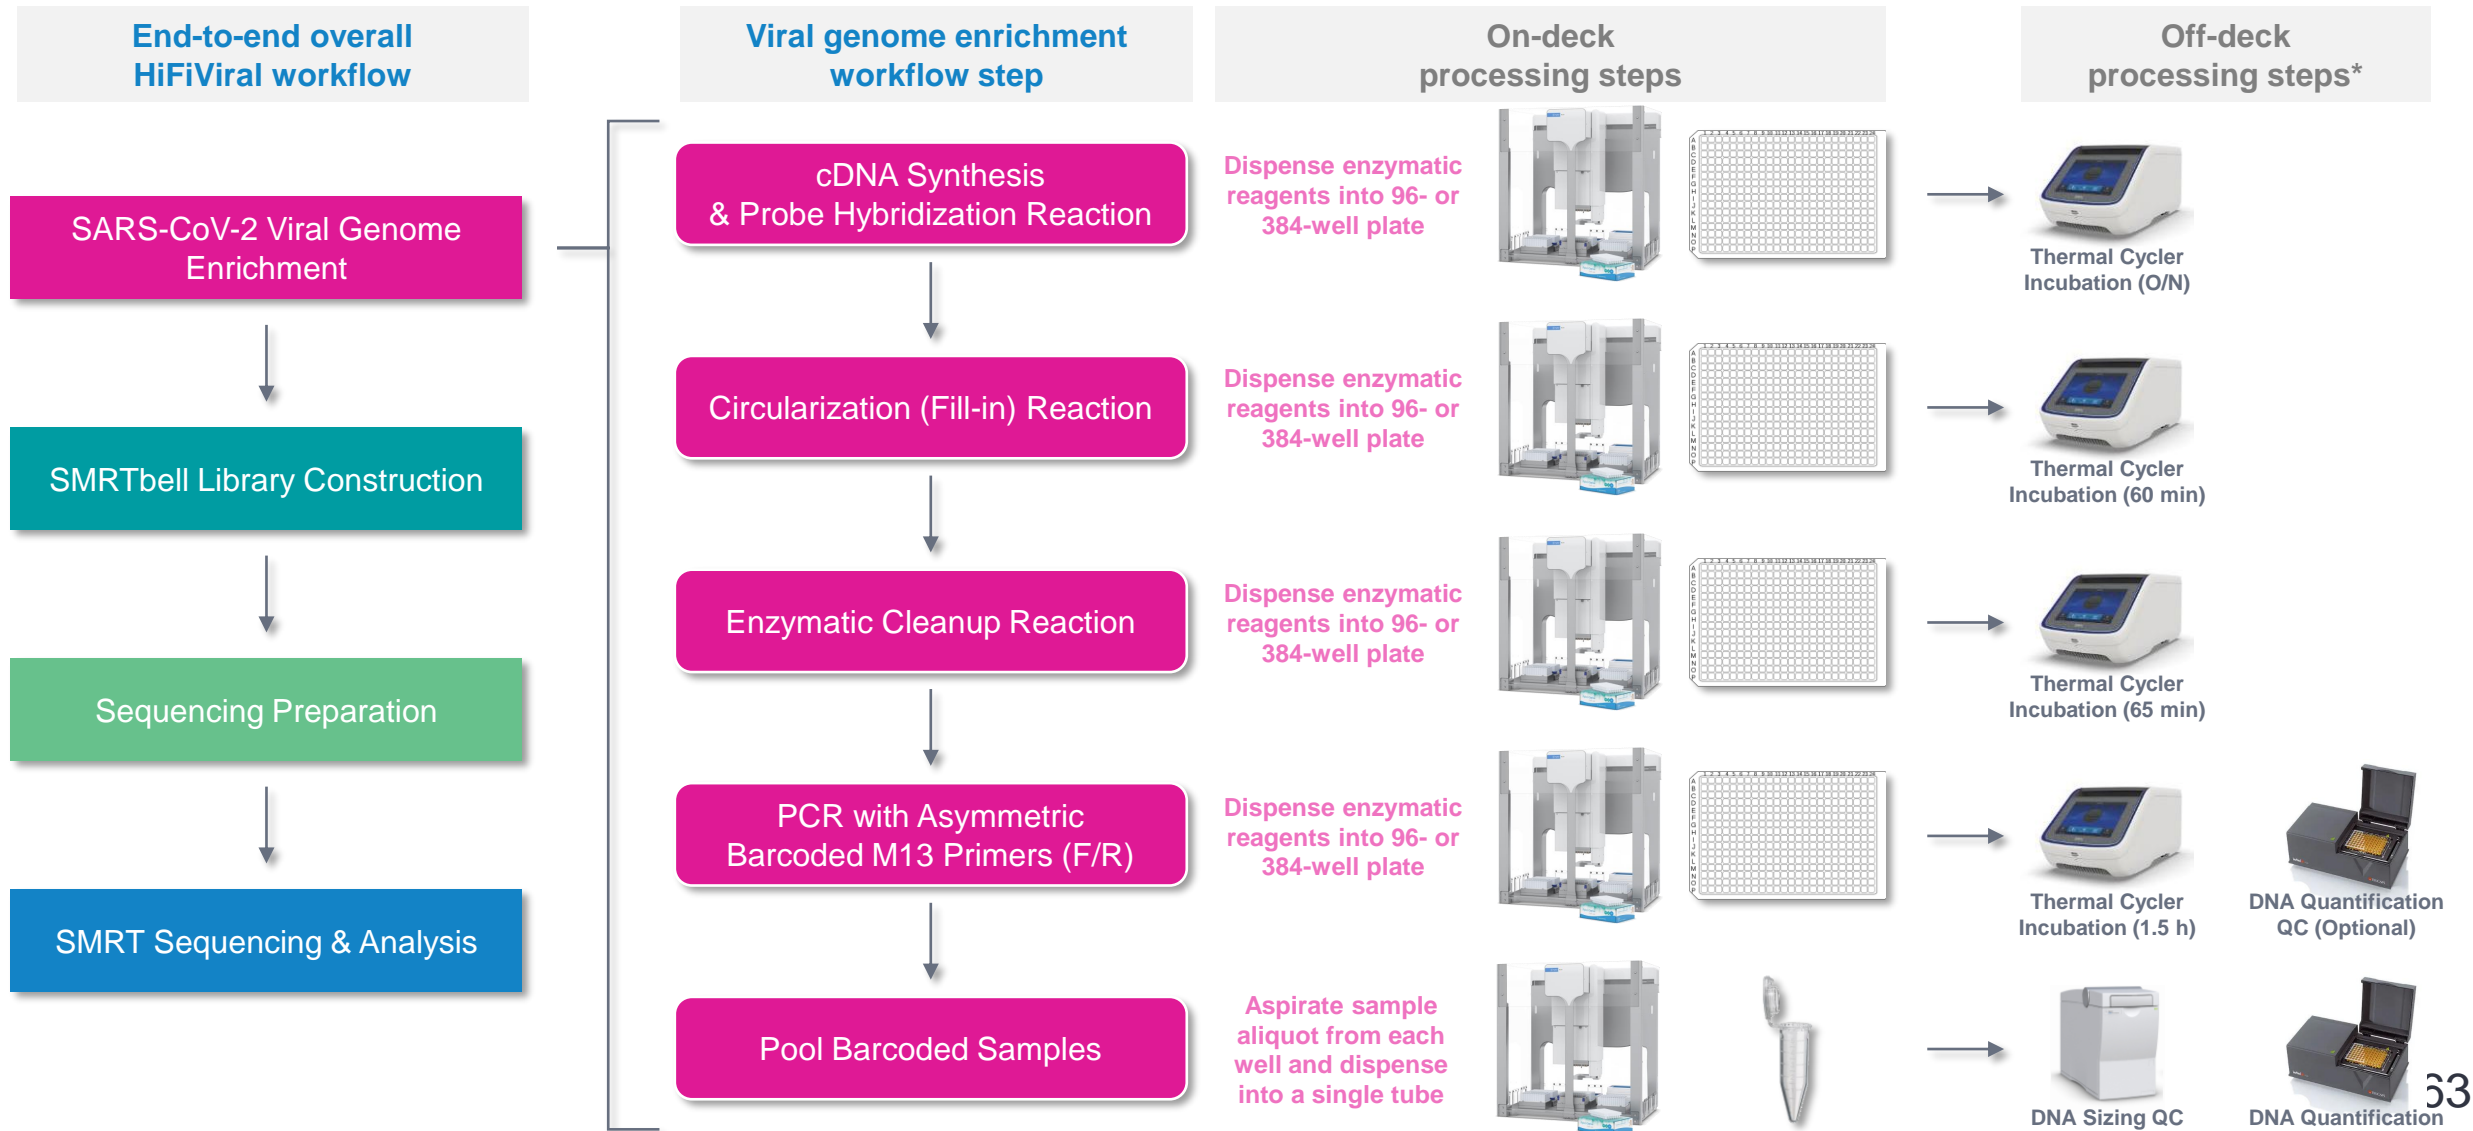 End-to-end overall
HiFiViral workflow
Viral genome enrichment
workflow step
On-deck
processing steps
Off-deck
processing steps*
SARS-CoV-2 Viral Genome
Enrichment
SMRTbell Library Construction
Sequencing Preparation
SMRT Sequencing & Analysis
cDNA Synthesis
& Probe Hybridization Reaction
Dispense enzymatic
reagents into 96- or
384-well plate
Thermal Cycler
Incubation (O/N)
Circularization (Fill-in) Reaction
Dispense enzymatic
reagents into 96- or
384-well plate
Thermal Cycler
Incubation (60 min)
Enzymatic Cleanup Reaction
Dispense enzymatic
reagents into 96- or
384-well plate
Thermal Cycler
Incubation (65 min)
PCR with Asymmetric
Barcoded M13 Primers (F/R)
Dispense enzymatic
reagents into 96- or
384-well plate
Thermal Cycler
Incubation (1.5 h)
DNA Quantification
QC (Optional)
Pool Barcoded Samples
Aspirate sample
aliquot from each
well and dispense
into a single tube
DNA Sizing QC
DNA Quantification
63